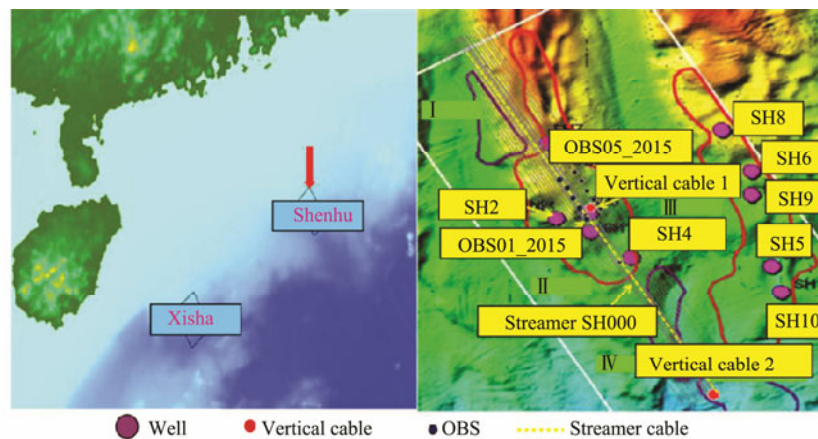 Shenhu
Xisha
I
SH8
OBS05_2015
SH6
Vertical cable 1
SH2
III
SH9
OBS01_2015
SH4
SH5
II
Streamer SH000
SH10
IV
Vertical cable 2
Well
Vertical cable
OBS
Streamer cable